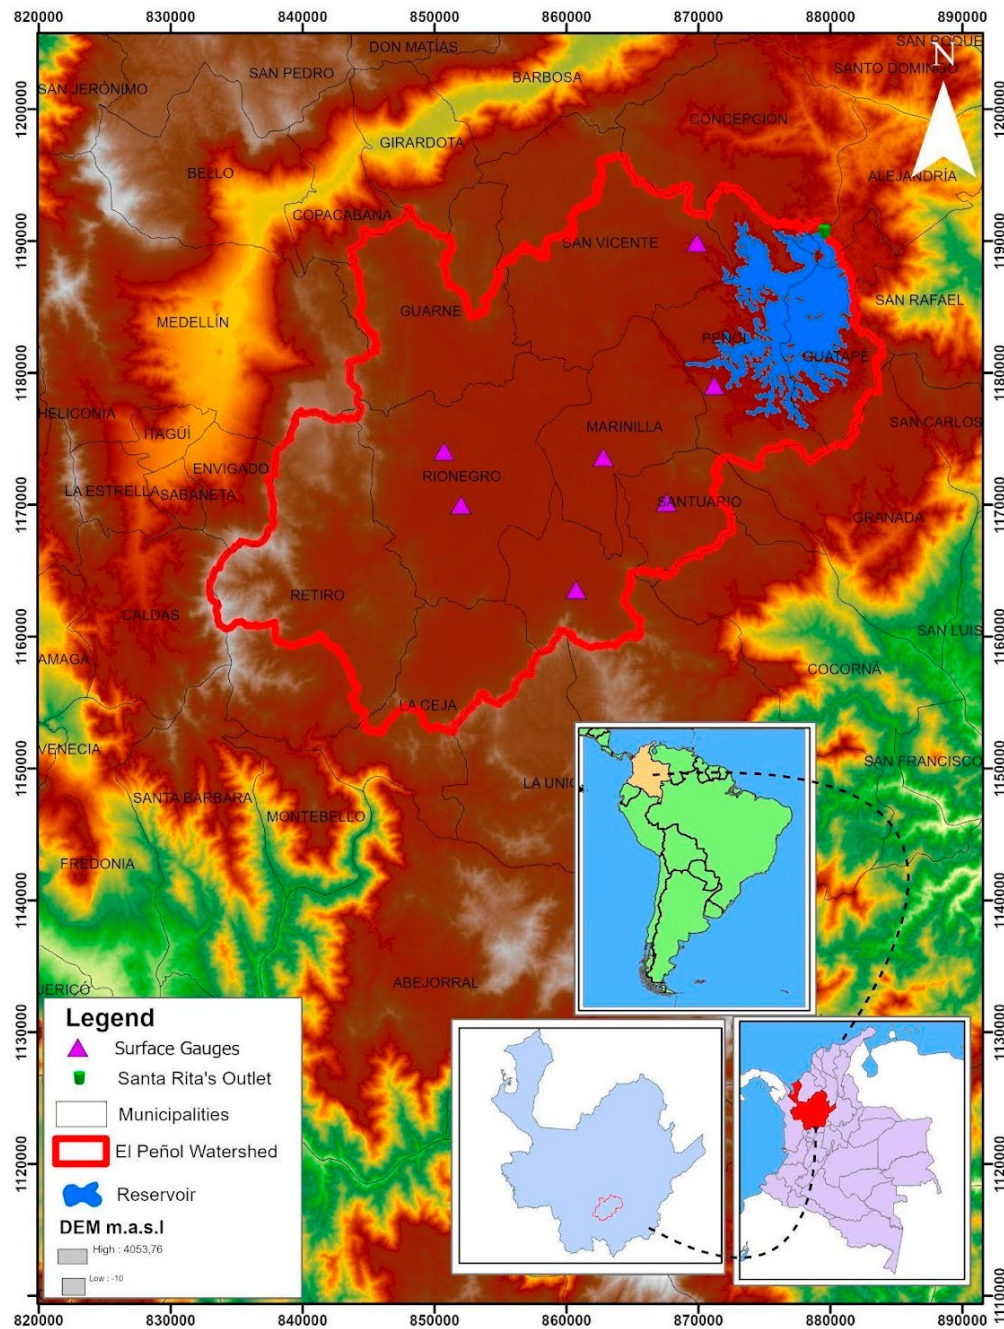 820000 830000 840000 850000 860000 870000 880000 890000
DON MATÍAS
SAN ROQUE
SAN PEDRO
BARBOSA
N
SANTO DOMINGO
SAN JERÓNIMO
1200000
1200000
CONCEPCIÓN
GIRARDOTA
BELLO
ALEJANDRÍA
COPACABANA
1190000
SAN VICENTE
1190000
SAN RAFAEL
GUARNE
MEDELLÍN
PEÑOL
GUATAPÉ
1180000
1180000
HELICONIA
SAN CARLOS
ITAGÜÍ
MARINILLA
ENVIGADO
RIONEGRO
LA ESTRELLA
SABANETA
SANTUARIO
1170000
1170000
GRANADA
RETIRO
CALDAS
SAN LUIS
1160000
1160000
AMAGA
COCORNÁ
LA CEJA
VENECIA
SAN FRANCISCO
1150000
1150000
LA UNIC
SANTA BÁRBARA
MONTEBELLO
FREDONIA
1140000
1140000
ABEJORRAL
JERICÓ
1130000
1130000
Legend
Surface Gauges
Santa Rita's Outlet
Municipalities
El Peñol Watershed
Reservoir
DEM m.a.s.l
High : 4053,76
Low : -10
1120000
1120000
820000 830000 840000 850000 860000 870000 880000 890000